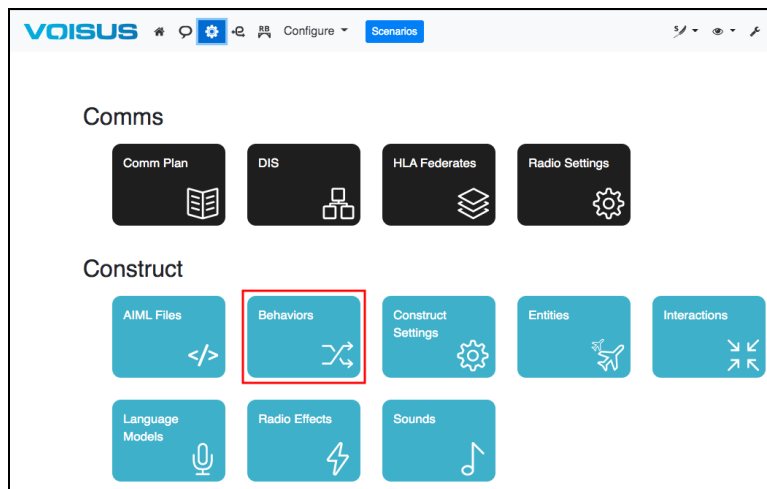 VOISUS RB Configure Scenarios S
Comms
Comm Plan DIS HLA Federates Radio Settings
Construct
AIML Files Behaviors Construct Settings Entities Interactions
</>
Language Models Radio Effects Sounds